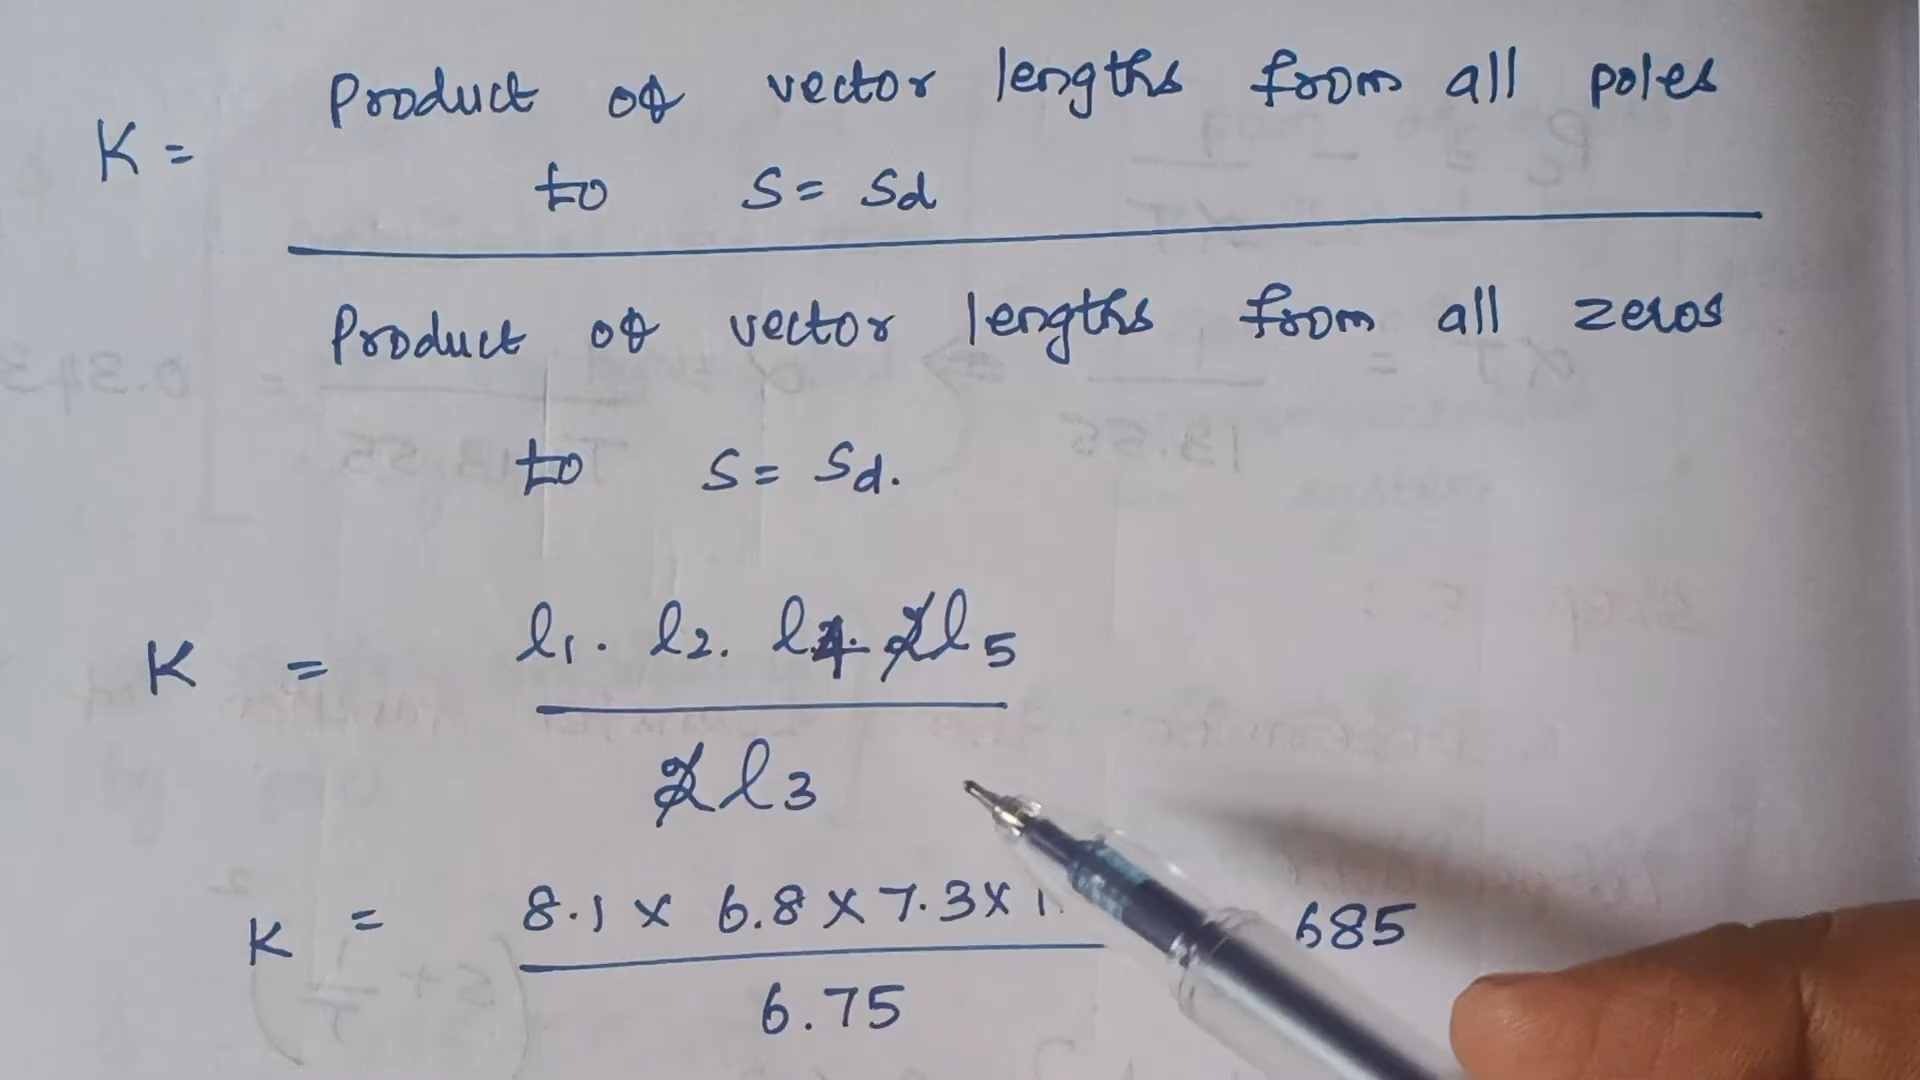 K = Product of vector lengths from all poles
to S = Sd
Product of vector lengths from all zeros
to S = Sd.
K = l1. l2. l4. l5
l3
K = 8.1 x 6.8 x 7.3 x 1. 685
6.75